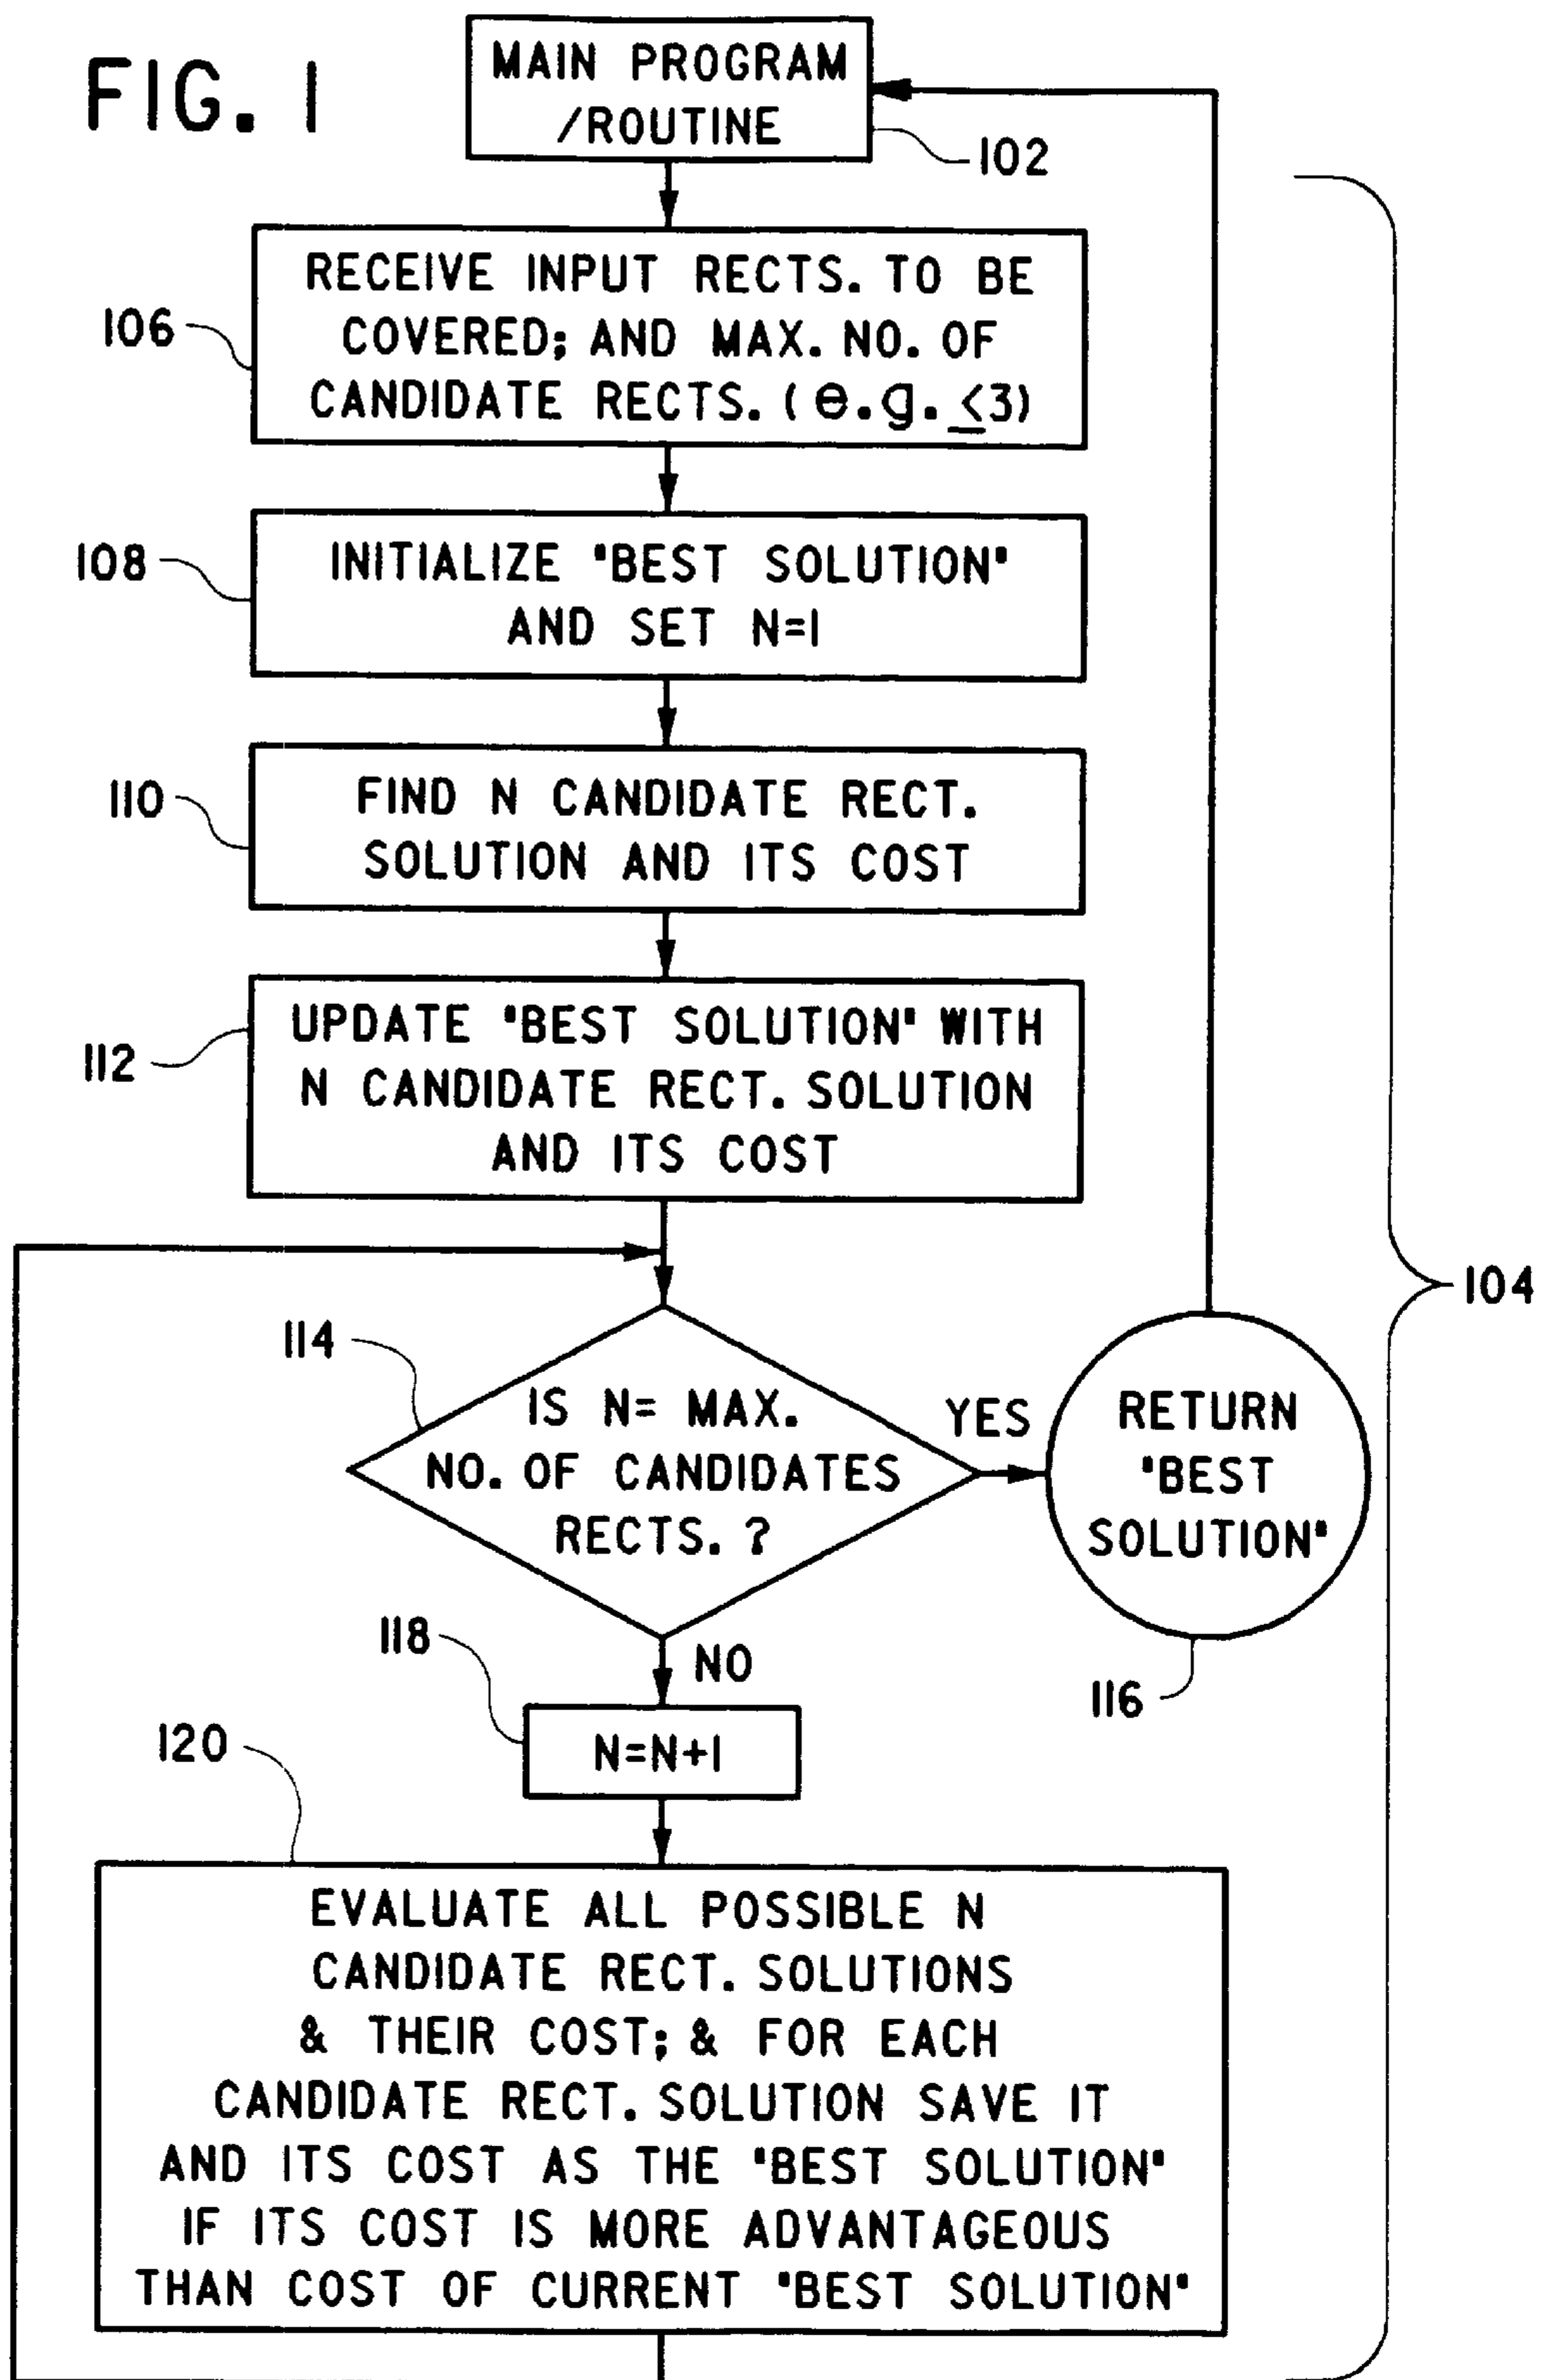 FIG. 1
MAIN PROGRAM
/ROUTINE
102
RECEIVE INPUT RECTS. TO BE
COVERED; AND MAX. NO. OF
CANDIDATE RECTS. (e.g. ≤3)
106
INITIALIZE "BEST SOLUTION"
AND SET N=1
108
FIND N CANDIDATE RECT.
SOLUTION AND ITS COST
110
UPDATE "BEST SOLUTION" WITH
N CANDIDATE RECT. SOLUTION
AND ITS COST
112
104
114
IS N= MAX.
NO. OF CANDIDATES
RECTS. ?
YES
RETURN
"BEST
SOLUTION"
116
NO
118
N=N+1
120
EVALUATE ALL POSSIBLE N
CANDIDATE RECT. SOLUTIONS
& THEIR COST; & FOR EACH
CANDIDATE RECT. SOLUTION SAVE IT
AND ITS COST AS THE "BEST SOLUTION"
IF ITS COST IS MORE ADVANTAGEOUS
THAN COST OF CURRENT "BEST SOLUTION"